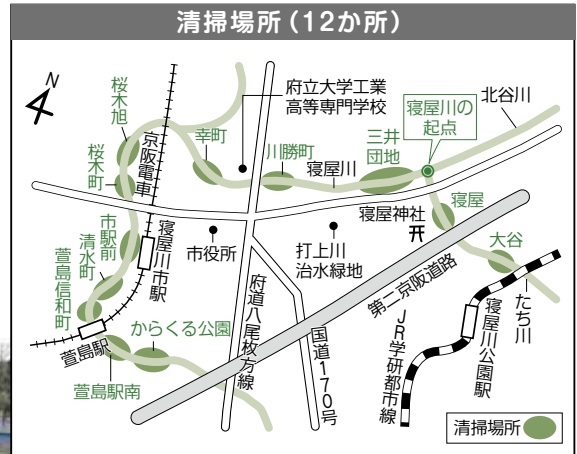 清掃場所(12か所)
N
桜木旭
京阪電車
桜木町
幸町
府立大学工業
高等専門学校
川勝町
寝屋川
三井
団地
寝屋川の
起点
北谷川
寝屋
寝屋神社
大谷
たち川
市駅前
清水町
萱島信和町
寝屋川市駅
市役所
打上川
治水緑地
第二京阪道路
府道八尾枚方線
国道170号
JR学研都市線
寝屋川公園駅
からくる公園
萱島駅
萱島駅南
清掃場所